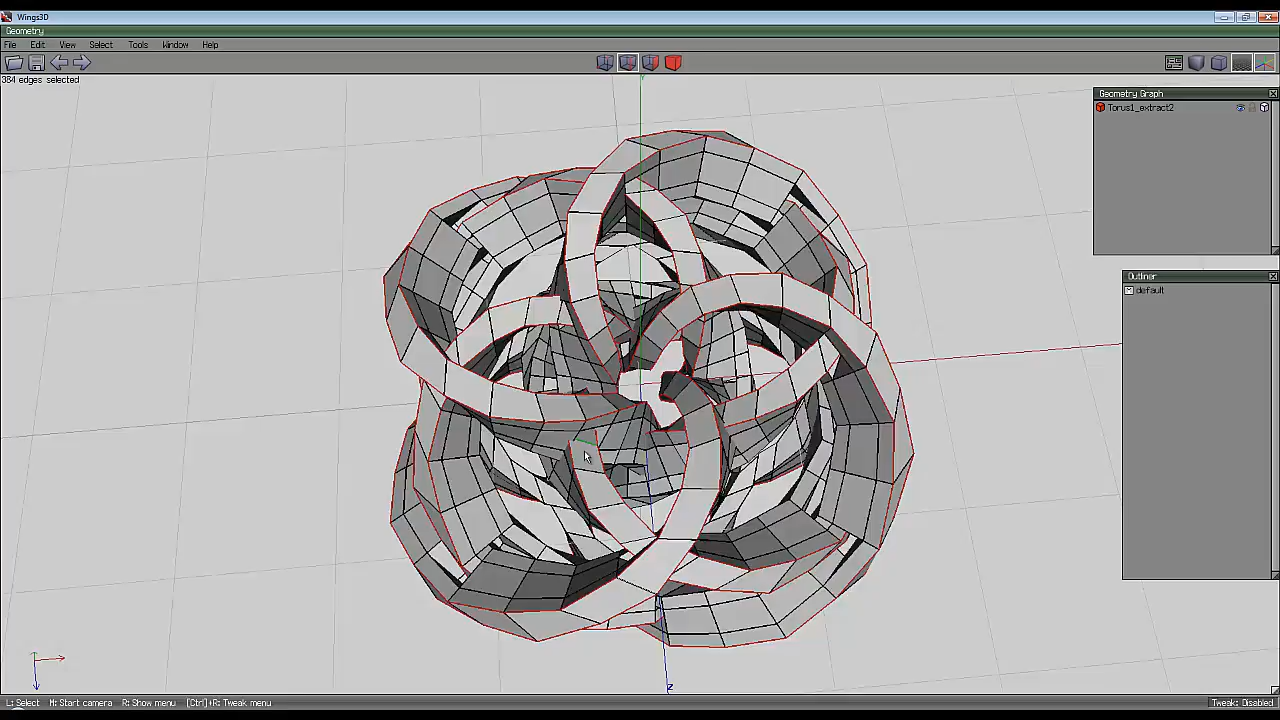 Wings3D
Geometry
File Edit View Select Tools Window Help
384 edges selected
Y
Geometry Graph
Torus1_extract2
Outliner
default
Z
L: Select M: Start camera R: Show menu [Ctrl]+R: Tweak menu
Tweak: Disabled